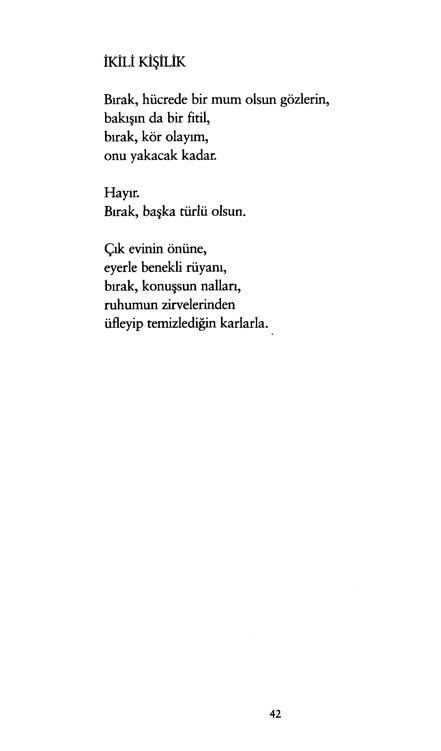 İKİLİ KİŞİLİK
Bırak, hücrede bir mum olsun gözlerin,
bakışın da bir fitil,
bırak, kör olayım,
onu yakacak kadar.
Hayır.
Bırak, başka türlü olsun.
Çık evinin önüne,
eyerle benekli rüyanı,
bırak, konuşsun nalları,
ruhumun zirvelerinden
üfleyip temizlediğin karlarla.
42